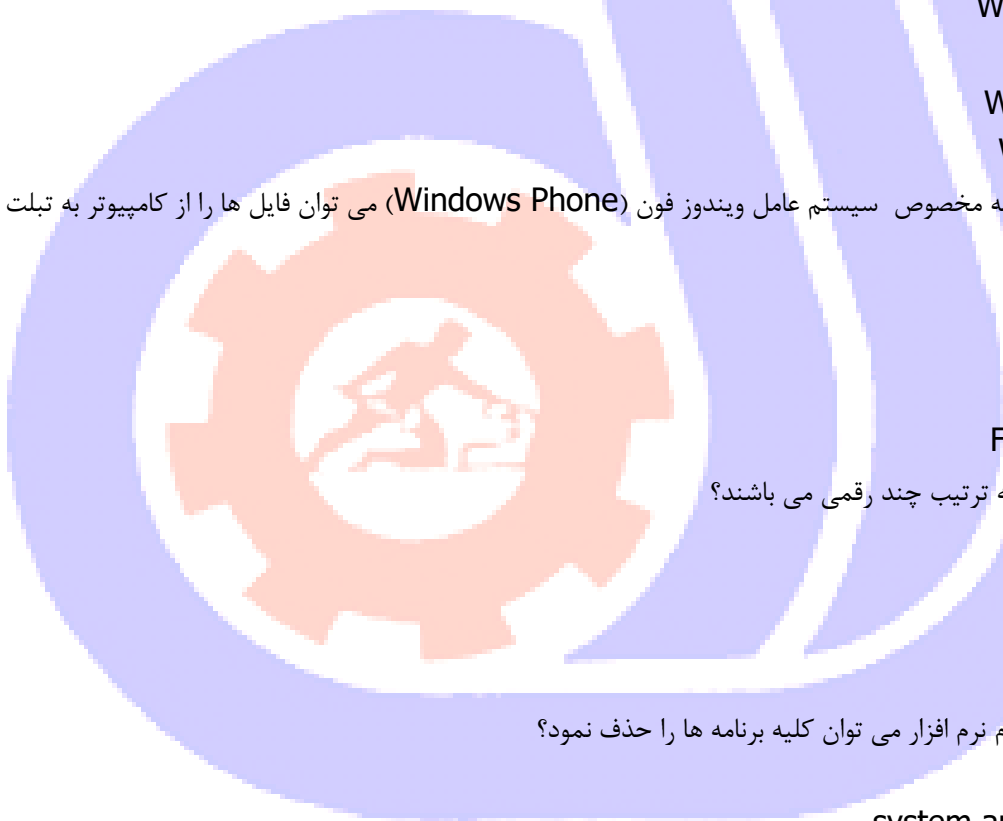 مخصوص سیستم عامل ویندوز فون (Windows Phone) می توان فایل ها را از کامپیوتر به تبلت
ترتیب چند رقمی می باشند؟
نرم افزار می توان کلیه برنامه ها را حذف نمود؟
system